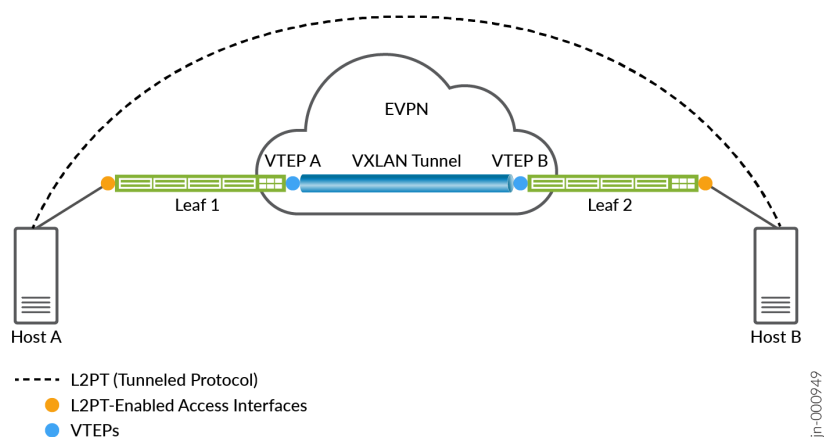 EVPN
VTEP A
VXLAN Tunnel
VTEP B
Leaf 1
Leaf 2
Host A
Host B
L2PT (Tunneled Protocol)
L2PT-Enabled Access Interfaces
VTEPs
jn-000949